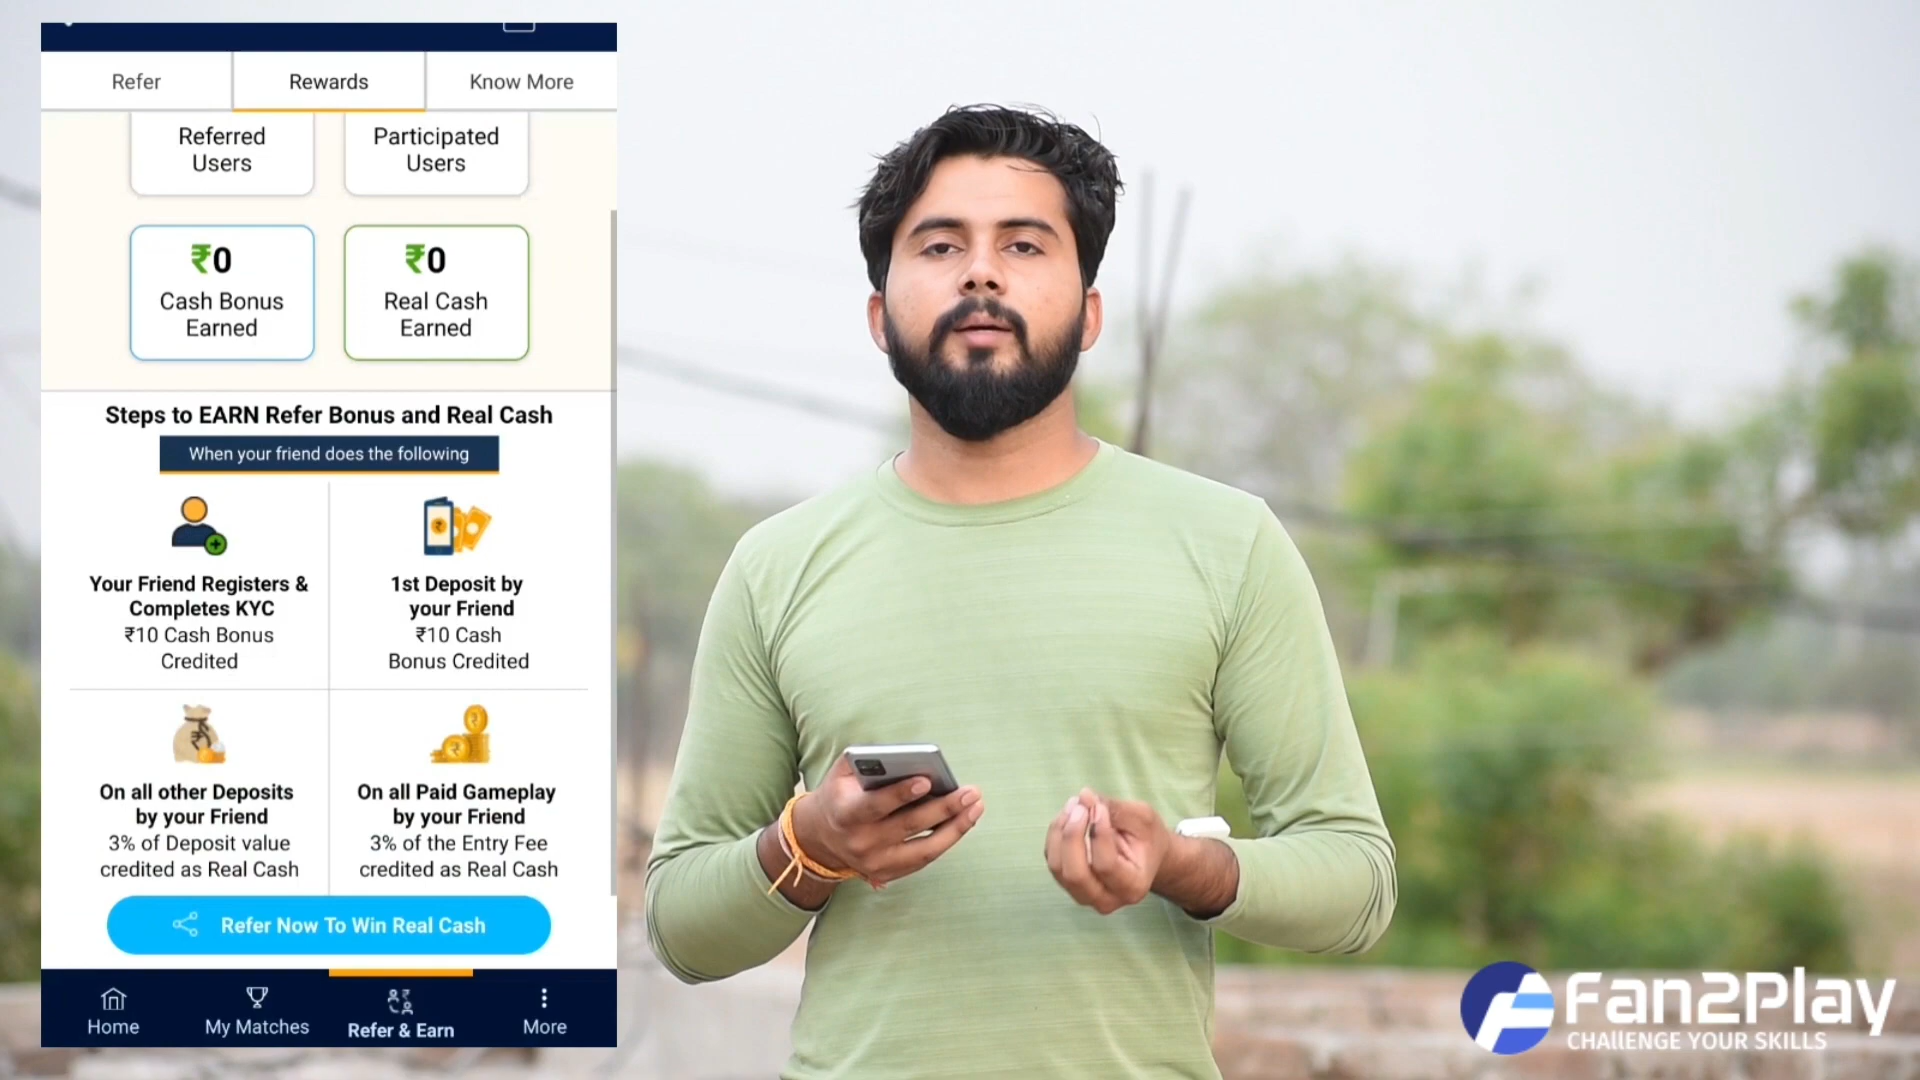 Refer
Rewards
Know More
Referred
Users
Participated
Users
₹0
Cash Bonus
Earned
₹0
Real Cash
Earned
Steps to EARN Refer Bonus and Real Cash
When your friend does the following
Your Friend Registers &
Completes KYC
₹10 Cash Bonus
Credited
1st Deposit by
your Friend
₹10 Cash
Bonus Credited
On all other Deposits
by your Friend
3% of Deposit value
credited as Real Cash
On all Paid Gameplay
by your Friend
3% of the Entry Fee
credited as Real Cash
Refer Now To Win Real Cash
Home
My Matches
Refer & Earn
More
Fan2Play
CHAllENGE YOUR SKILLS